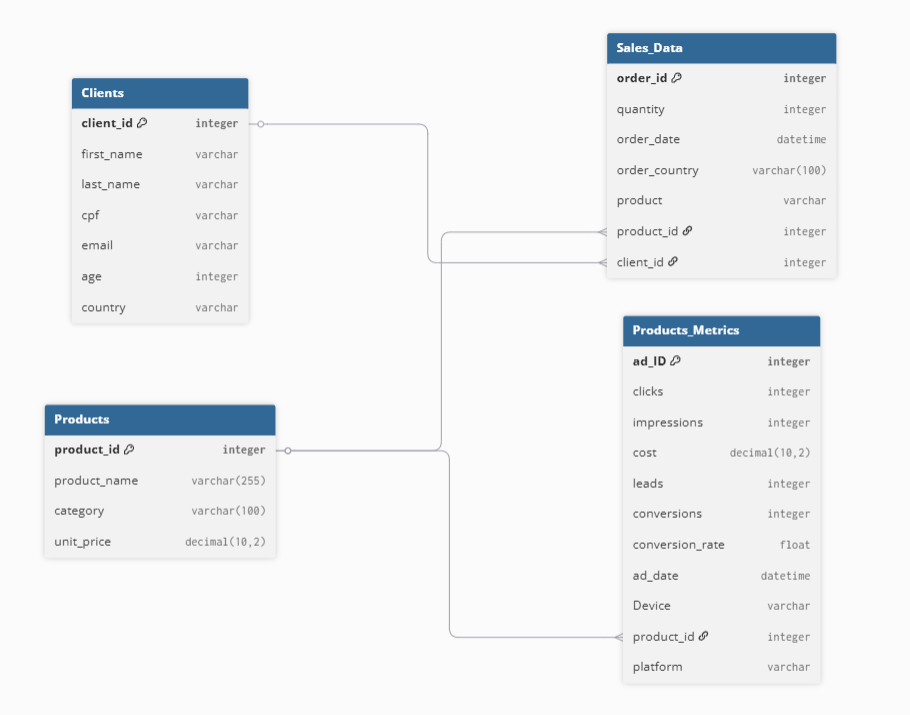 Clients
client_id integer
first_name varchar
last_name varchar
cpf varchar
email varchar
age integer
country varchar
Products
product_id integer
product_name varchar(255)
category varchar(100)
unit_price decimal(10,2)
Sales_Data
order_id integer
quantity integer
order_date datetime
order_country varchar(100)
product varchar
product_id integer
client_id integer
Products_Metrics
ad_ID integer
clicks integer
impressions integer
cost decimal(10,2)
leads integer
conversions integer
conversion_rate float
ad_date datetime
Device varchar
product_id integer
platform varchar